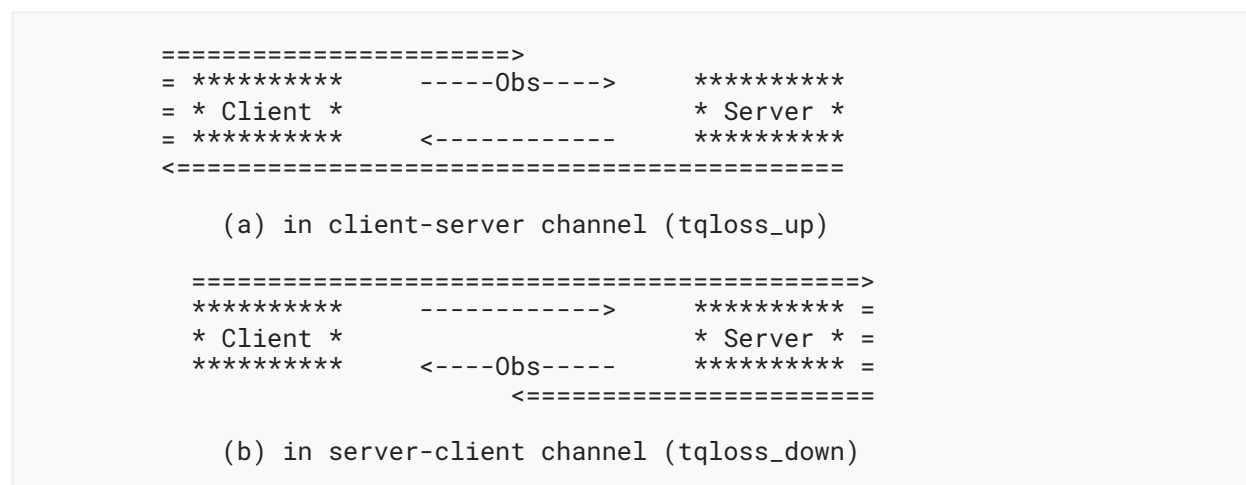 =======================>
= **********     -----Obs---->     **********
= * Client *                       * Server *
= **********     <------------     **********
<============================================
(a) in client-server channel (tqloss_up)
============================================>
**********     ------------>     ********** =
* Client *                       * Server * =
**********     <----Obs-----     ********** =
<=======================
(b) in server-client channel (tqloss_down)